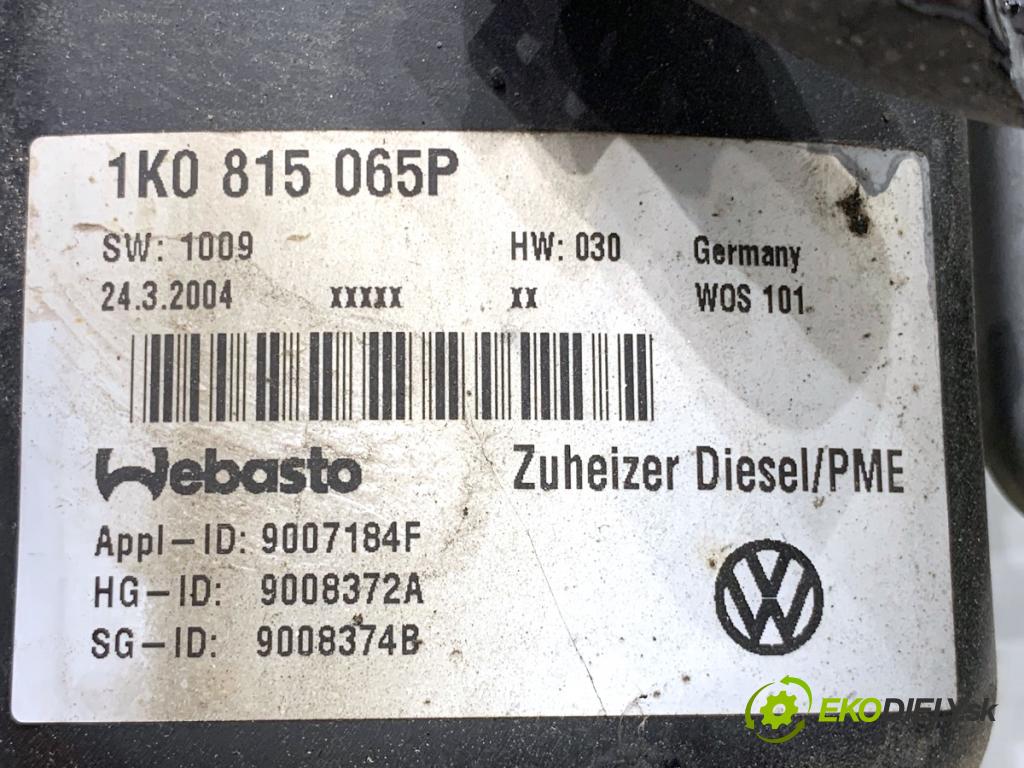 1K0 815 065P
SW: 1009 HW: 030 Germany
24.3.2004 XXXXX XX WOS 101
Webasto Zuheizer Diesel/PME
Appl-ID: 9007184F
HG-ID: 9008372A
SG-ID: 9008374B
EKODIELY.sk